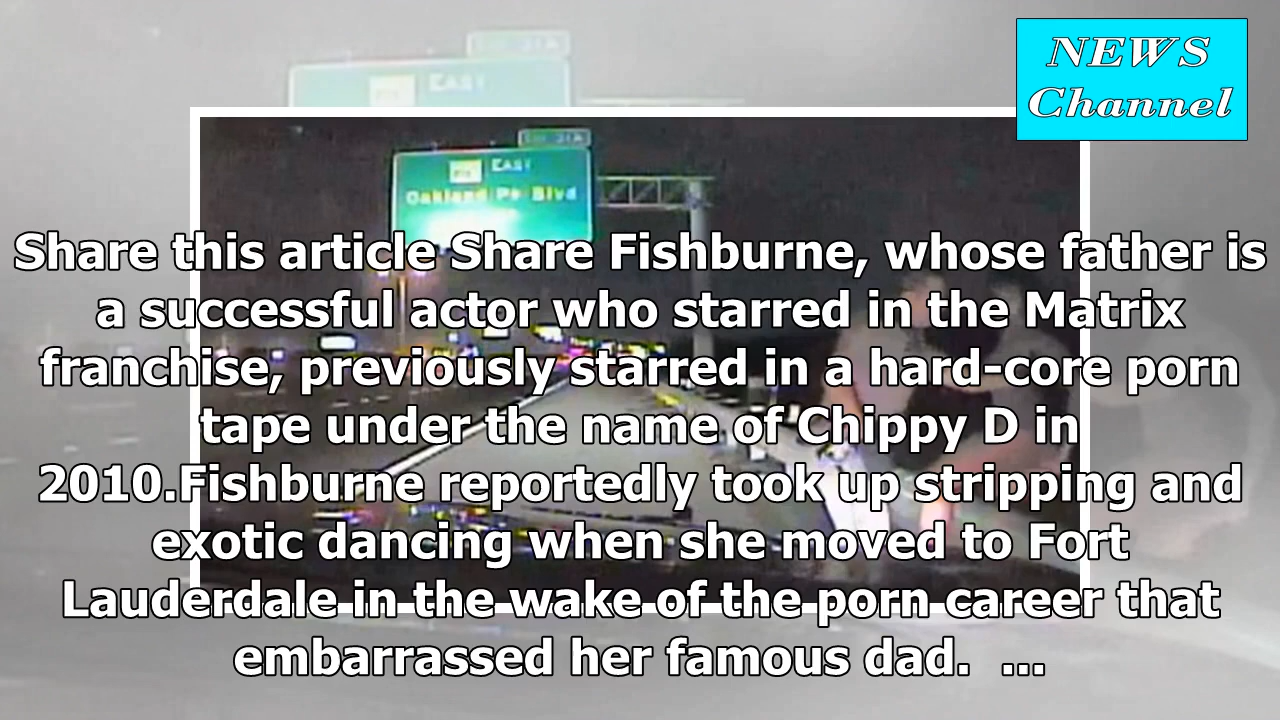 NEWS
Channel
EAST
EXIT 31A
EAST
Oakland Pk Blvd
Share this article Share Fishburne, whose father is
a successful actor who starred in the Matrix
franchise, previously starred in a hard-core porn
tape under the name of Chippy D in
2010.Fishburne reportedly took up stripping and
exotic dancing when she moved to Fort
Lauderdale in the wake of the porn career that
embarrassed her famous dad.  ...